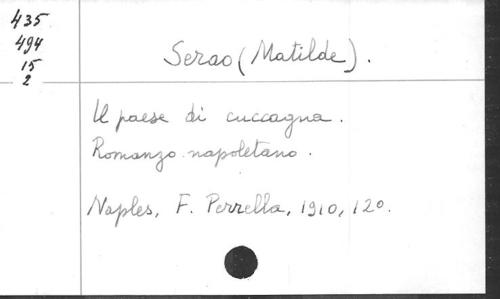 435
494
15
2
Serao (Matilde).
Il paese di cuccagna.
Romanzo napoletano.
Naples, F. Perrella, 1910, 12°.